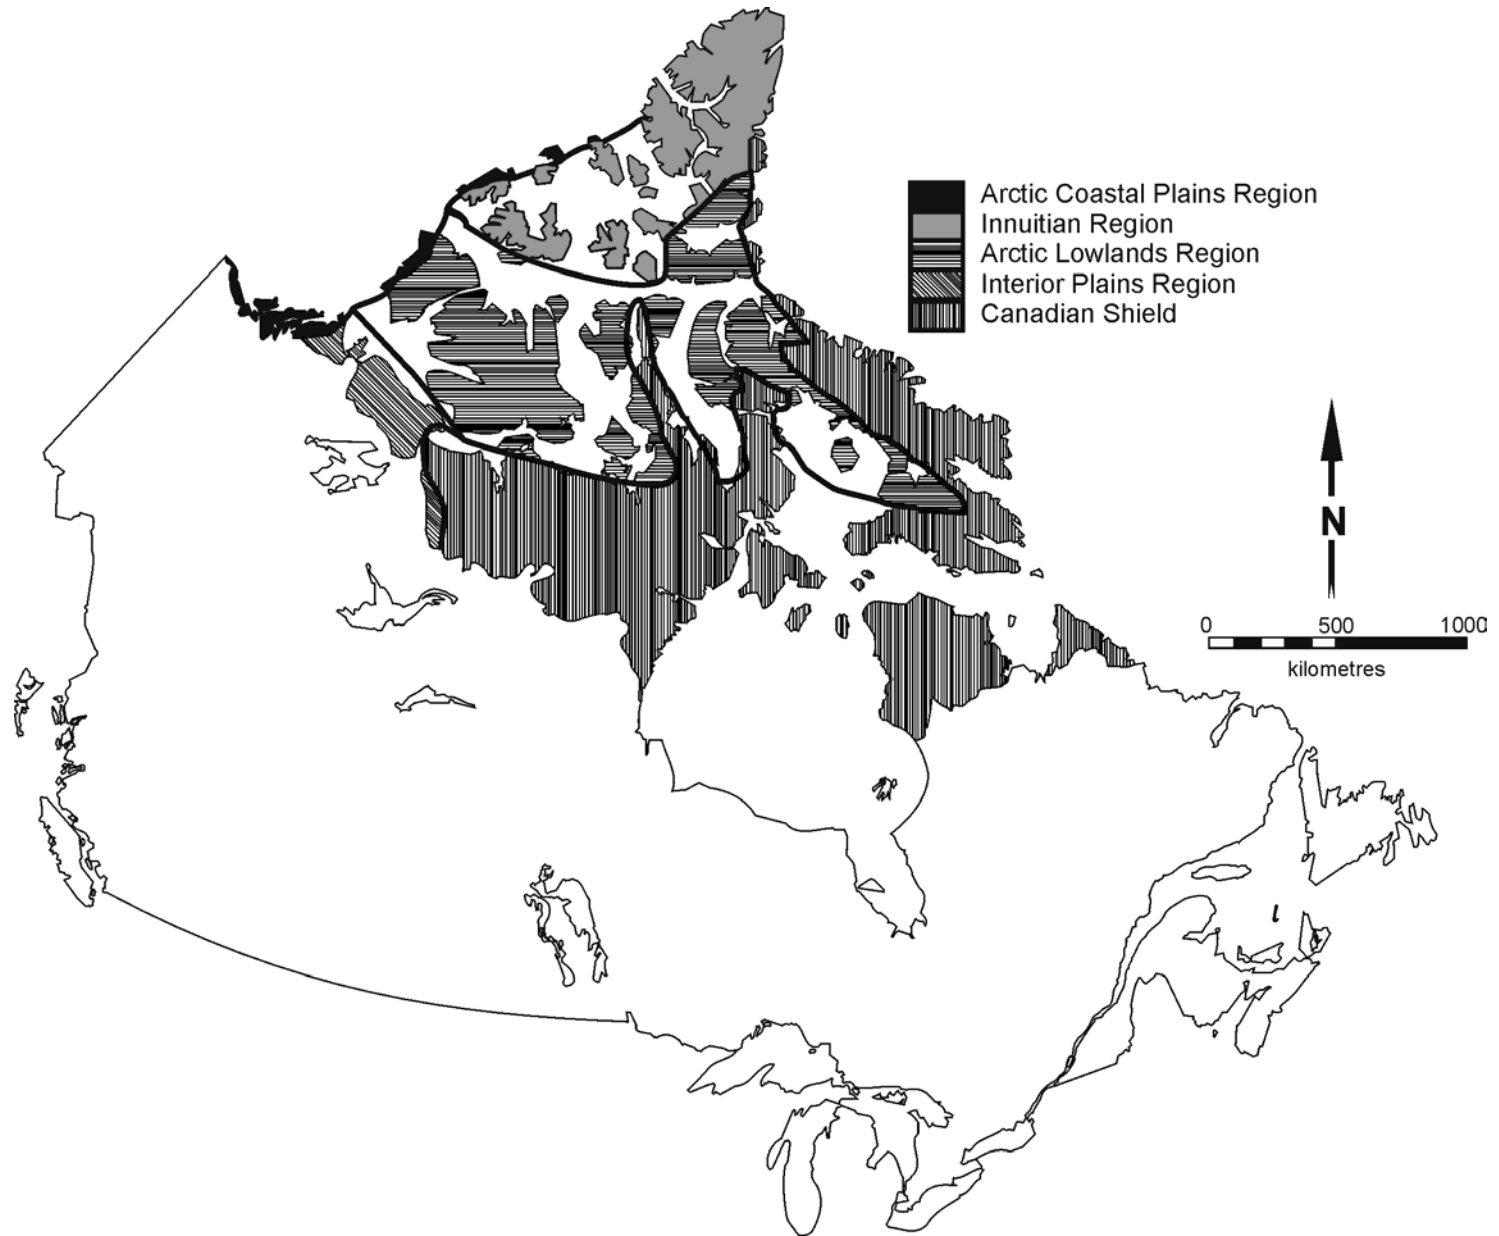 Arctic Coastal Plains Region
Innuitian Region
Arctic Lowlands Region
Interior Plains Region
Canadian Shield
N
0 500 1000
kilometres
l